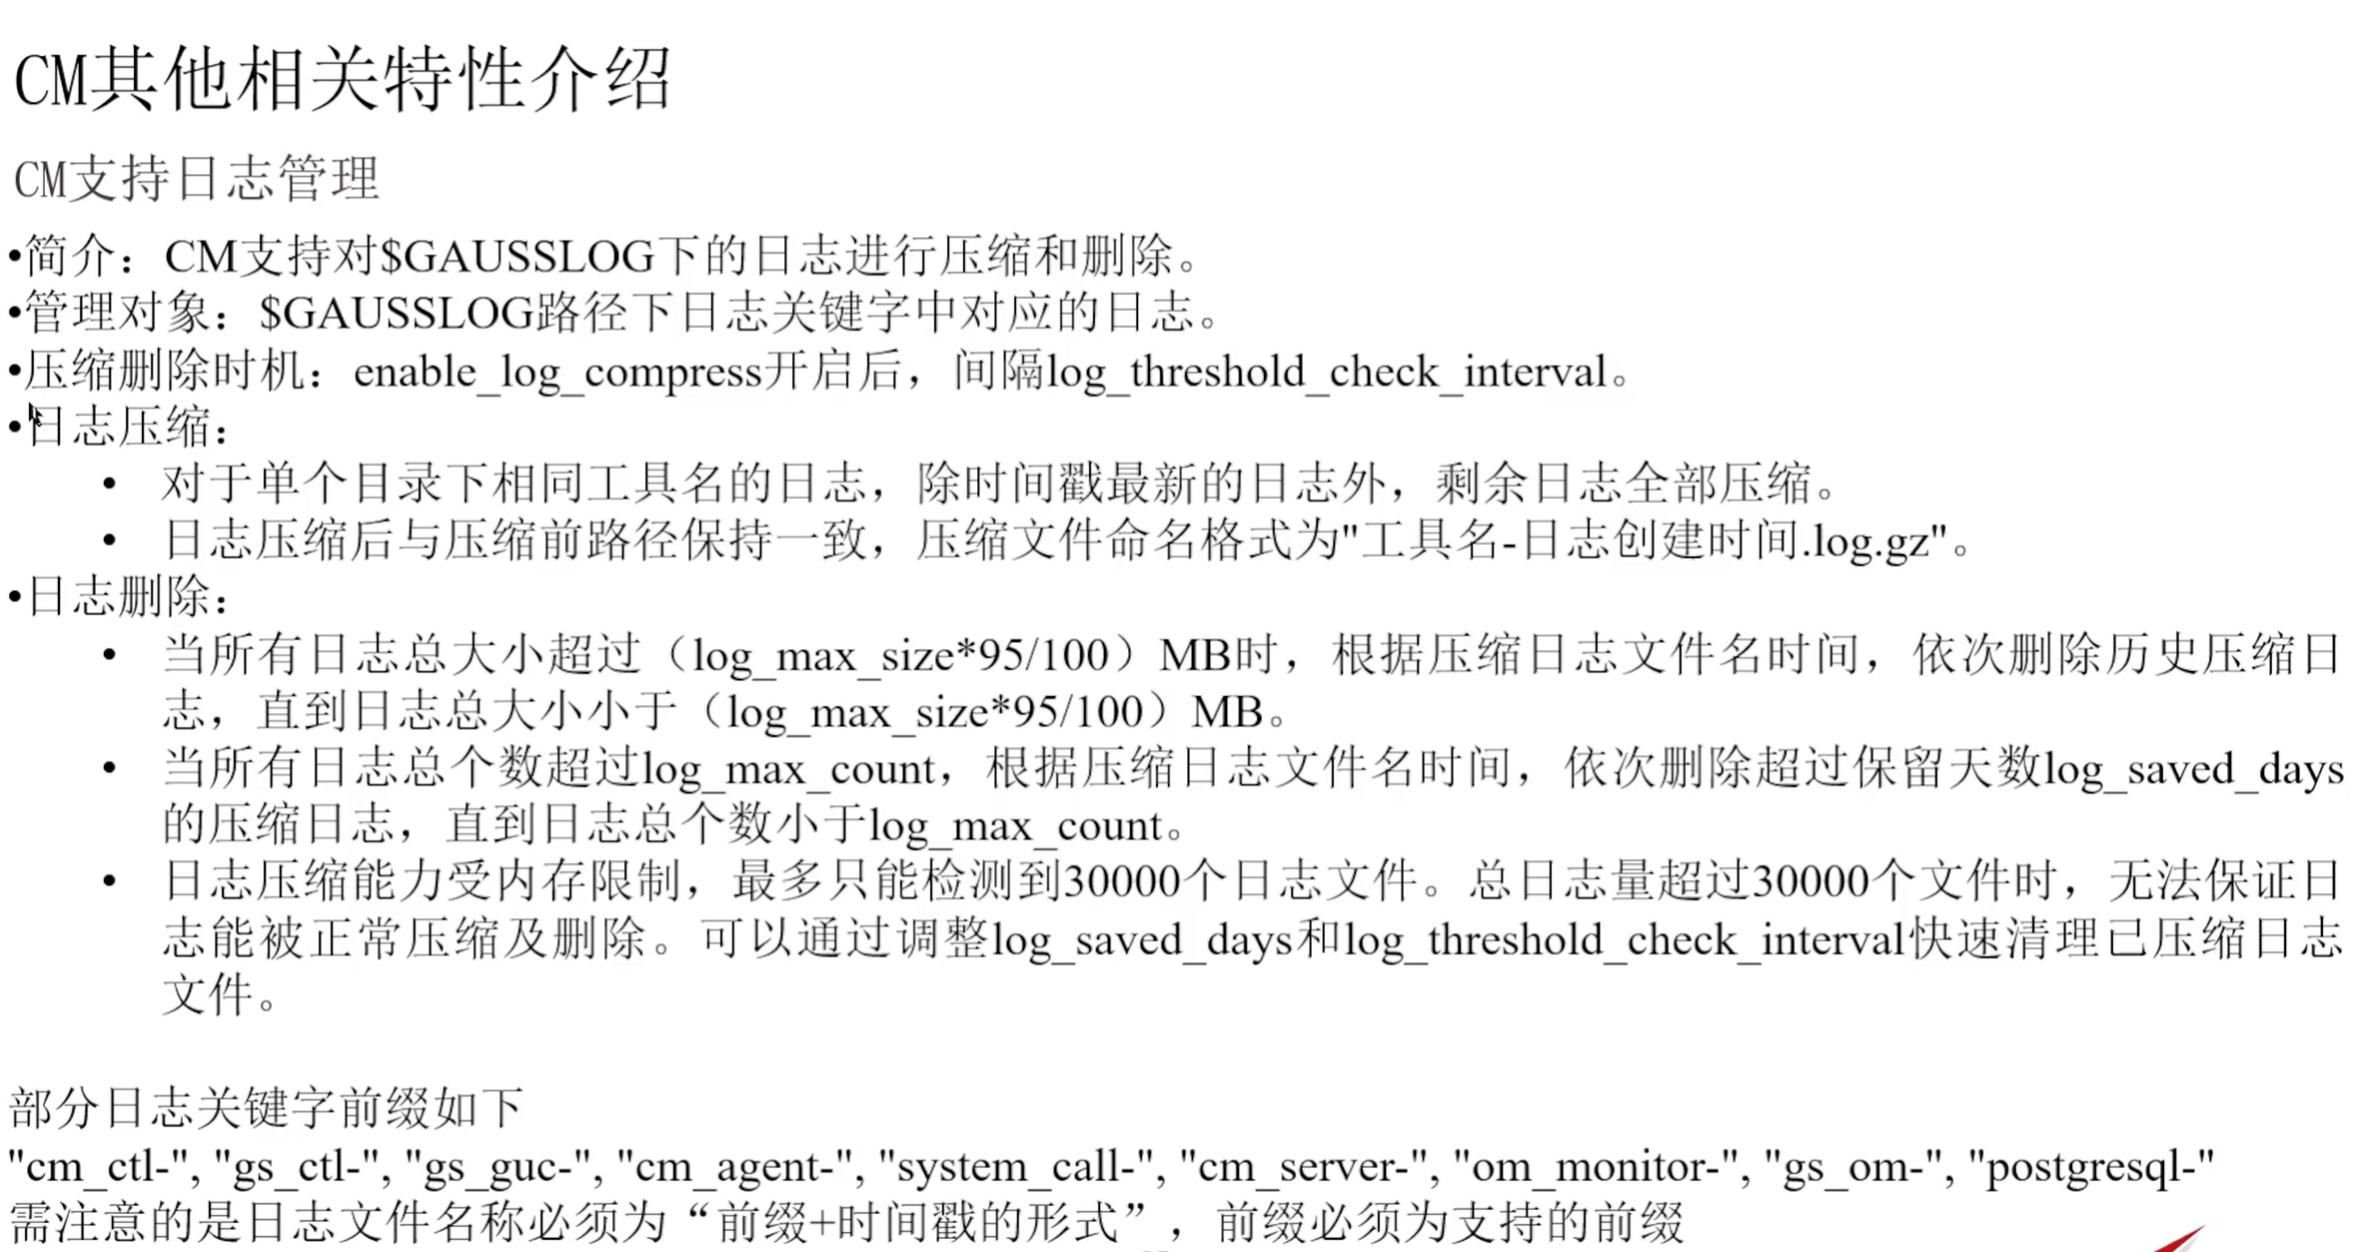 CM其他相关特性介绍
CM支持日志管理
•简介：CM支持对$GAUSSLOG下的日志进行压缩和删除。
•管理对象：$GAUSSLOG路径下日志关键字中对应的日志。
•压缩删除时机：enable_log_compress开启后，间隔log_threshold_check_interval。
•日志压缩：
• 对于单个目录下相同工具名的日志，除时间戳最新的日志外，剩余日志全部压缩。
• 日志压缩后与压缩前路径保持一致，压缩文件命名格式为"工具名-日志创建时间.log.gz"。
•日志删除：
• 当所有日志总大小超过（log_max_size*95/100）MB时，根据压缩日志文件名时间，依次删除历史压缩日
志，直到日志总大小小于（log_max_size*95/100）MB。
• 当所有日志总个数超过log_max_count，根据压缩日志文件名时间，依次删除超过保留天数log_saved_days
的压缩日志，直到日志总个数小于log_max_count。
• 日志压缩能力受内存限制，最多只能检测到30000个日志文件。总日志量超过30000个文件时，无法保证日
志能被正常压缩及删除。可以通过调整log_saved_days和log_threshold_check_interval快速清理已压缩日志
文件。
部分日志关键字前缀如下
"cm_ctl-", "gs_ctl-", "gs_guc-", "cm_agent-", "system_call-", "cm_server-", "om_monitor-", "gs_om-", "postgresql-"
需注意的是日志文件名称必须为“前缀+时间戳的形式”，前缀必须为支持的前缀